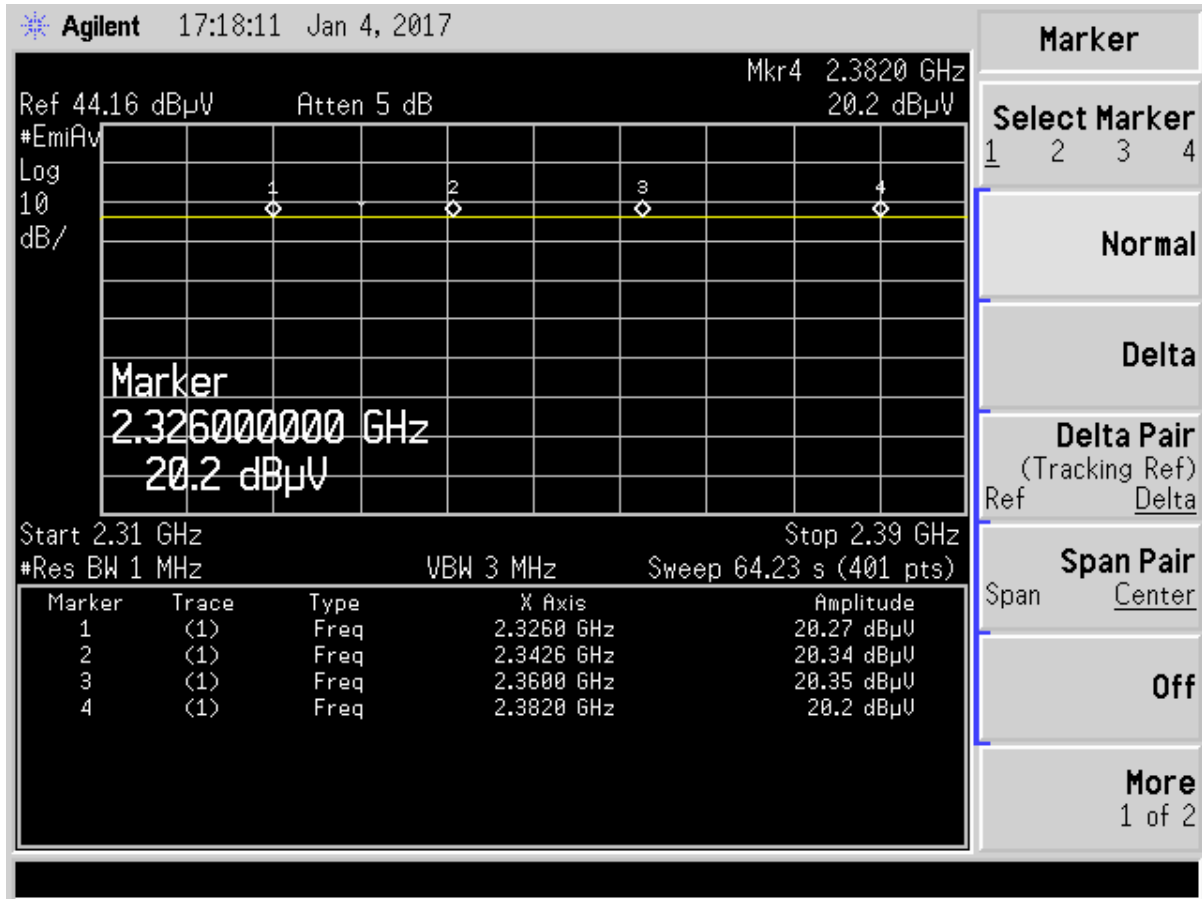 Agilent 17:18:11 Jan 4, 2017
Mkr4 2.3820 GHz
Ref 44.16 dBµV Atten 5 dB 20.2 dBµV
#EmiAv
Log
10
dB/
1 2 3 4
Marker
2.326000000 GHz
20.2 dBµV
Start 2.31 GHz Stop 2.39 GHz
#Res BW 1 MHz VBW 3 MHz Sweep 64.23 s (401 pts)
Marker Trace Type X Axis Amplitude
1 (1) Freq 2.3260 GHz 20.27 dBµV
2 (1) Freq 2.3426 GHz 20.34 dBµV
3 (1) Freq 2.3600 GHz 20.35 dBµV
4 (1) Freq 2.3820 GHz 20.2 dBµV
Marker
Select Marker
1 2 3 4
Normal
Delta
Delta Pair
(Tracking Ref)
Ref Delta
Span Pair
Span Center
Off
More
1 of 2